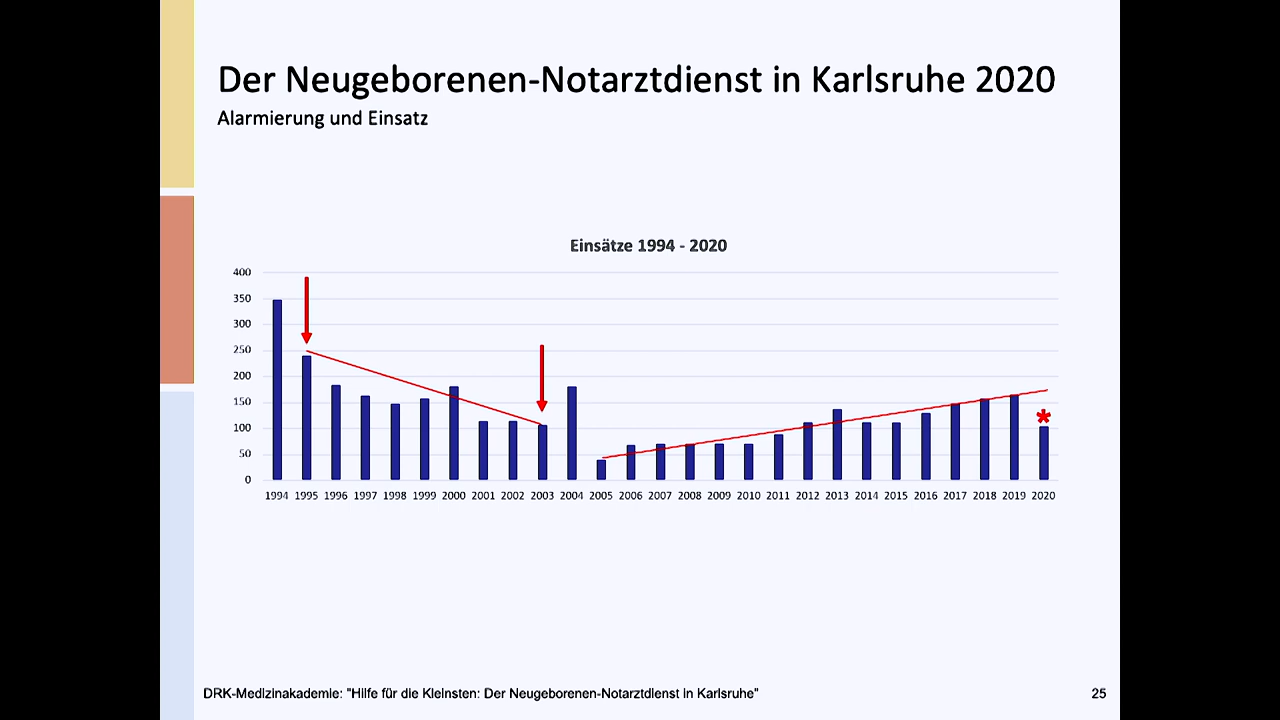 Der Neugeborenen-Notarztdienst in Karlsruhe 2020
Alarmierung und Einsatz
Einsätze 1994 - 2020
400
350
300
250
200
150
100
50
0
1994 1995 1996 1997 1998 1999 2000 2001 2002 2003 2004 2005 2006 2007 2008 2009 2010 2011 2012 2013 2014 2015 2016 2017 2018 2019 2020
*
DRK-Medizinakademie: "Hilfe für die Kleinsten: Der Neugeborenen-Notarztdienst in Karlsruhe" 25